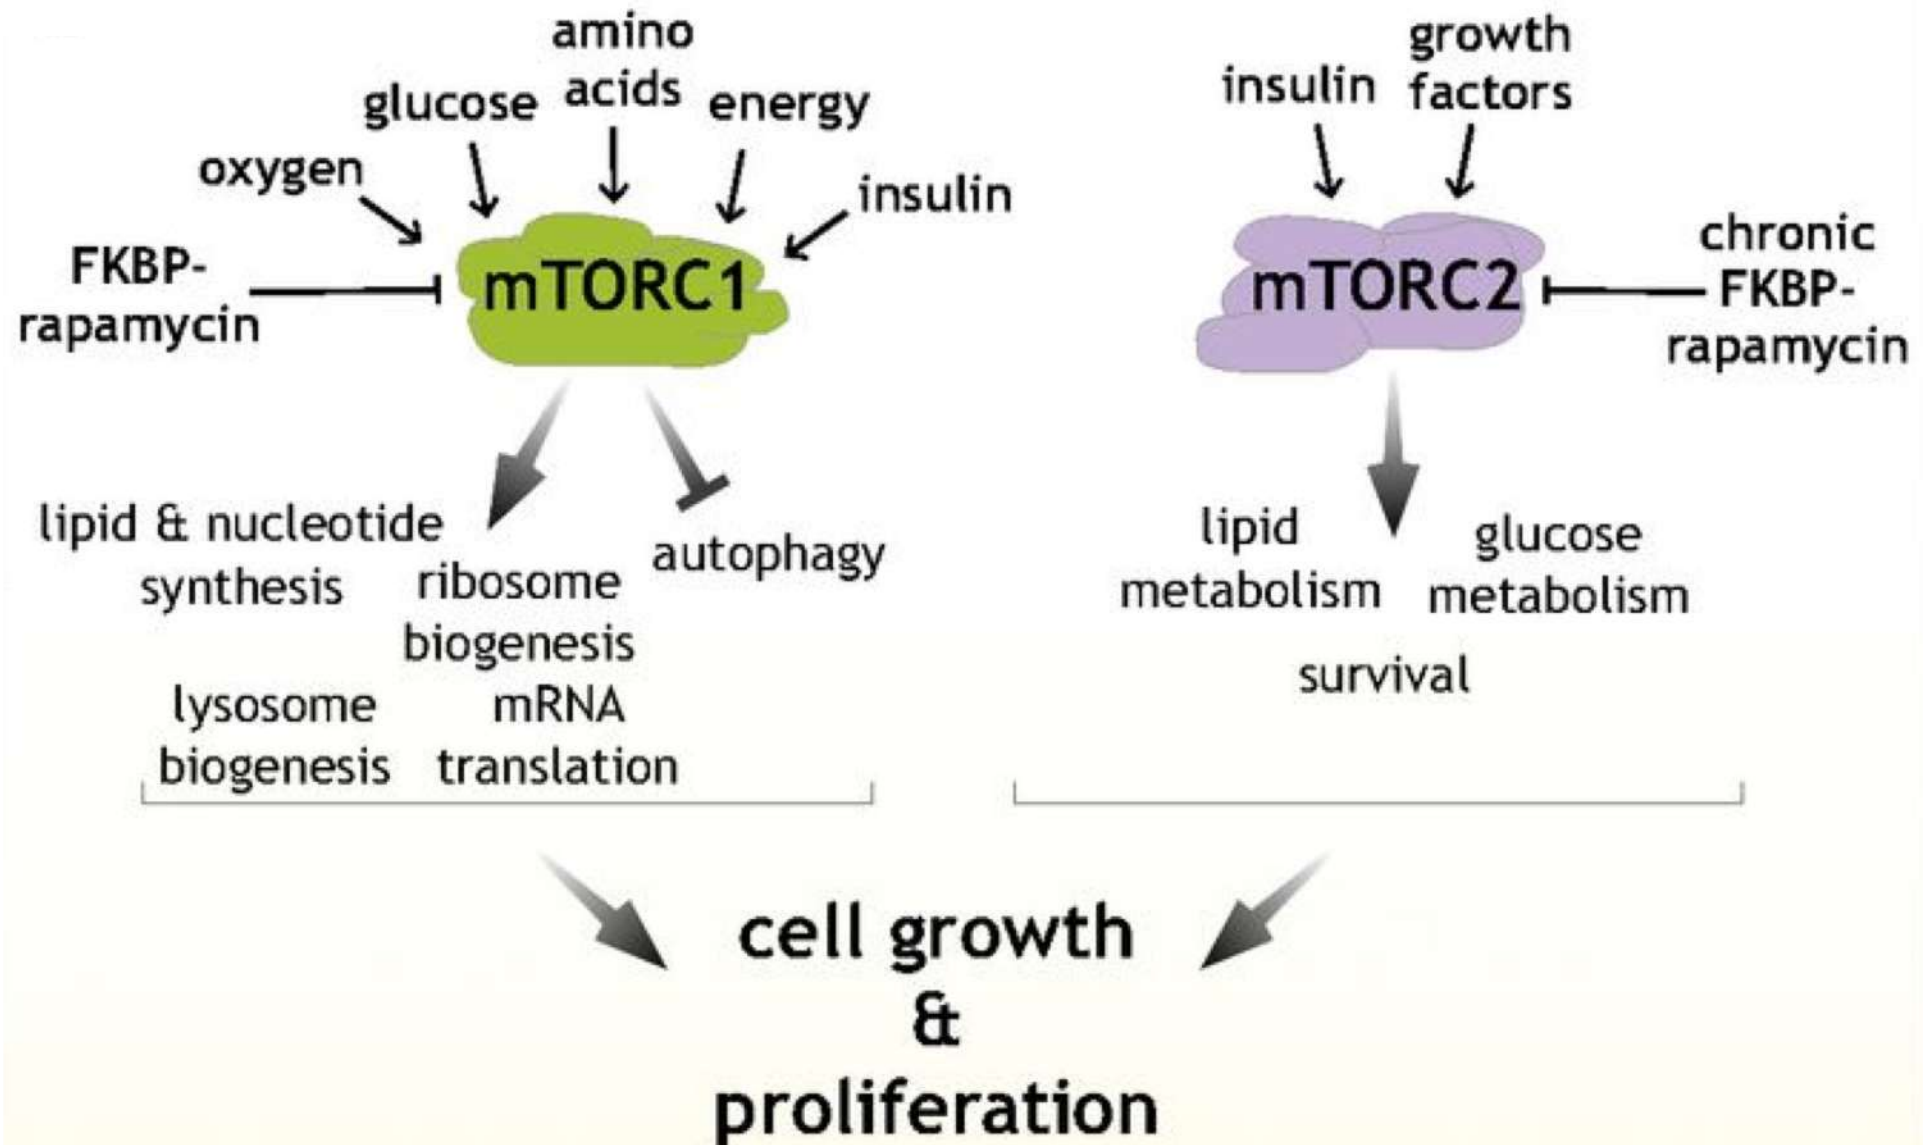 amino
acids
glucose
energy
oxygen
insulin
FKBP-
rapamycin
mTORC1
lipid & nucleotide
synthesis
ribosome
biogenesis
autophagy
lysosome
biogenesis
mRNA
translation
insulin
growth
factors
mTORC2
chronic
FKBP-
rapamycin
lipid
metabolism
glucose
metabolism
survival
cell growth
&
proliferation